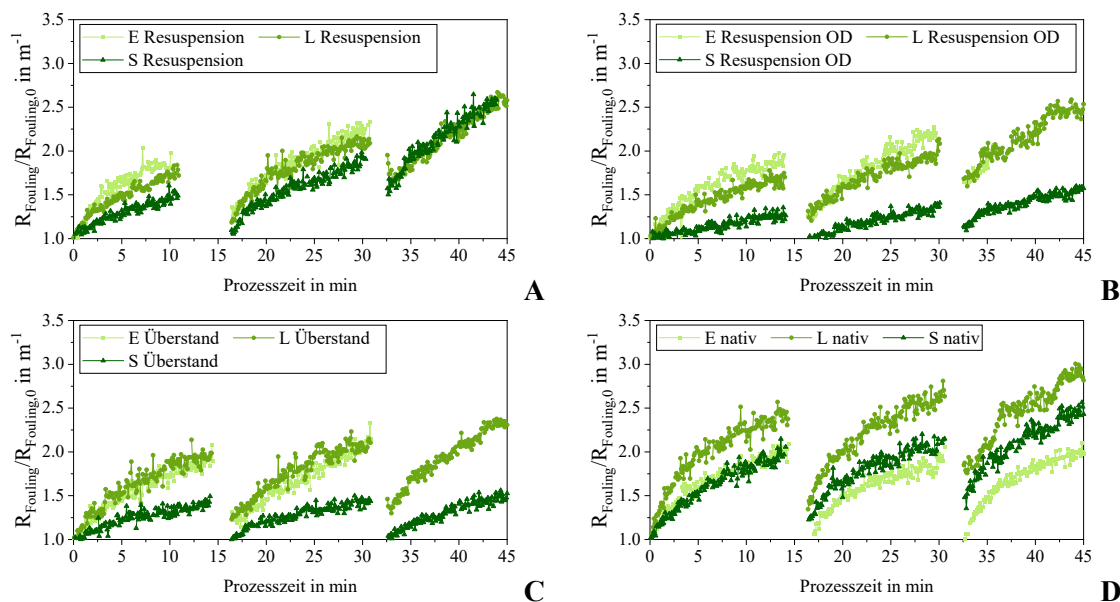 3.5
3.0
2.5
2.0
1.5
1.0
R_Fouling/R_Fouling,0 in m^-1
E Resuspension L Resuspension
S Resuspension
0 5 10 15 20 25 30 35 40 45
Prozesszeit in min
A
3.5
3.0
2.5
2.0
1.5
1.0
R_Fouling/R_Fouling,0 in m^-1
E Resuspension OD L Resuspension OD
S Resuspension OD
0 5 10 15 20 25 30 35 40 45
Prozesszeit in min
B
3.5
3.0
2.5
2.0
1.5
1.0
R_Fouling/R_Fouling,0 in m^-1
E Überstand L Überstand
S Überstand
0 5 10 15 20 25 30 35 40 45
Prozesszeit in min
C
3.5
3.0
2.5
2.0
1.5
1.0
R_Fouling/R_Fouling,0 in m^-1
E nativ L nativ S nativ
0 5 10 15 20 25 30 35 40 45
Prozesszeit in min
D